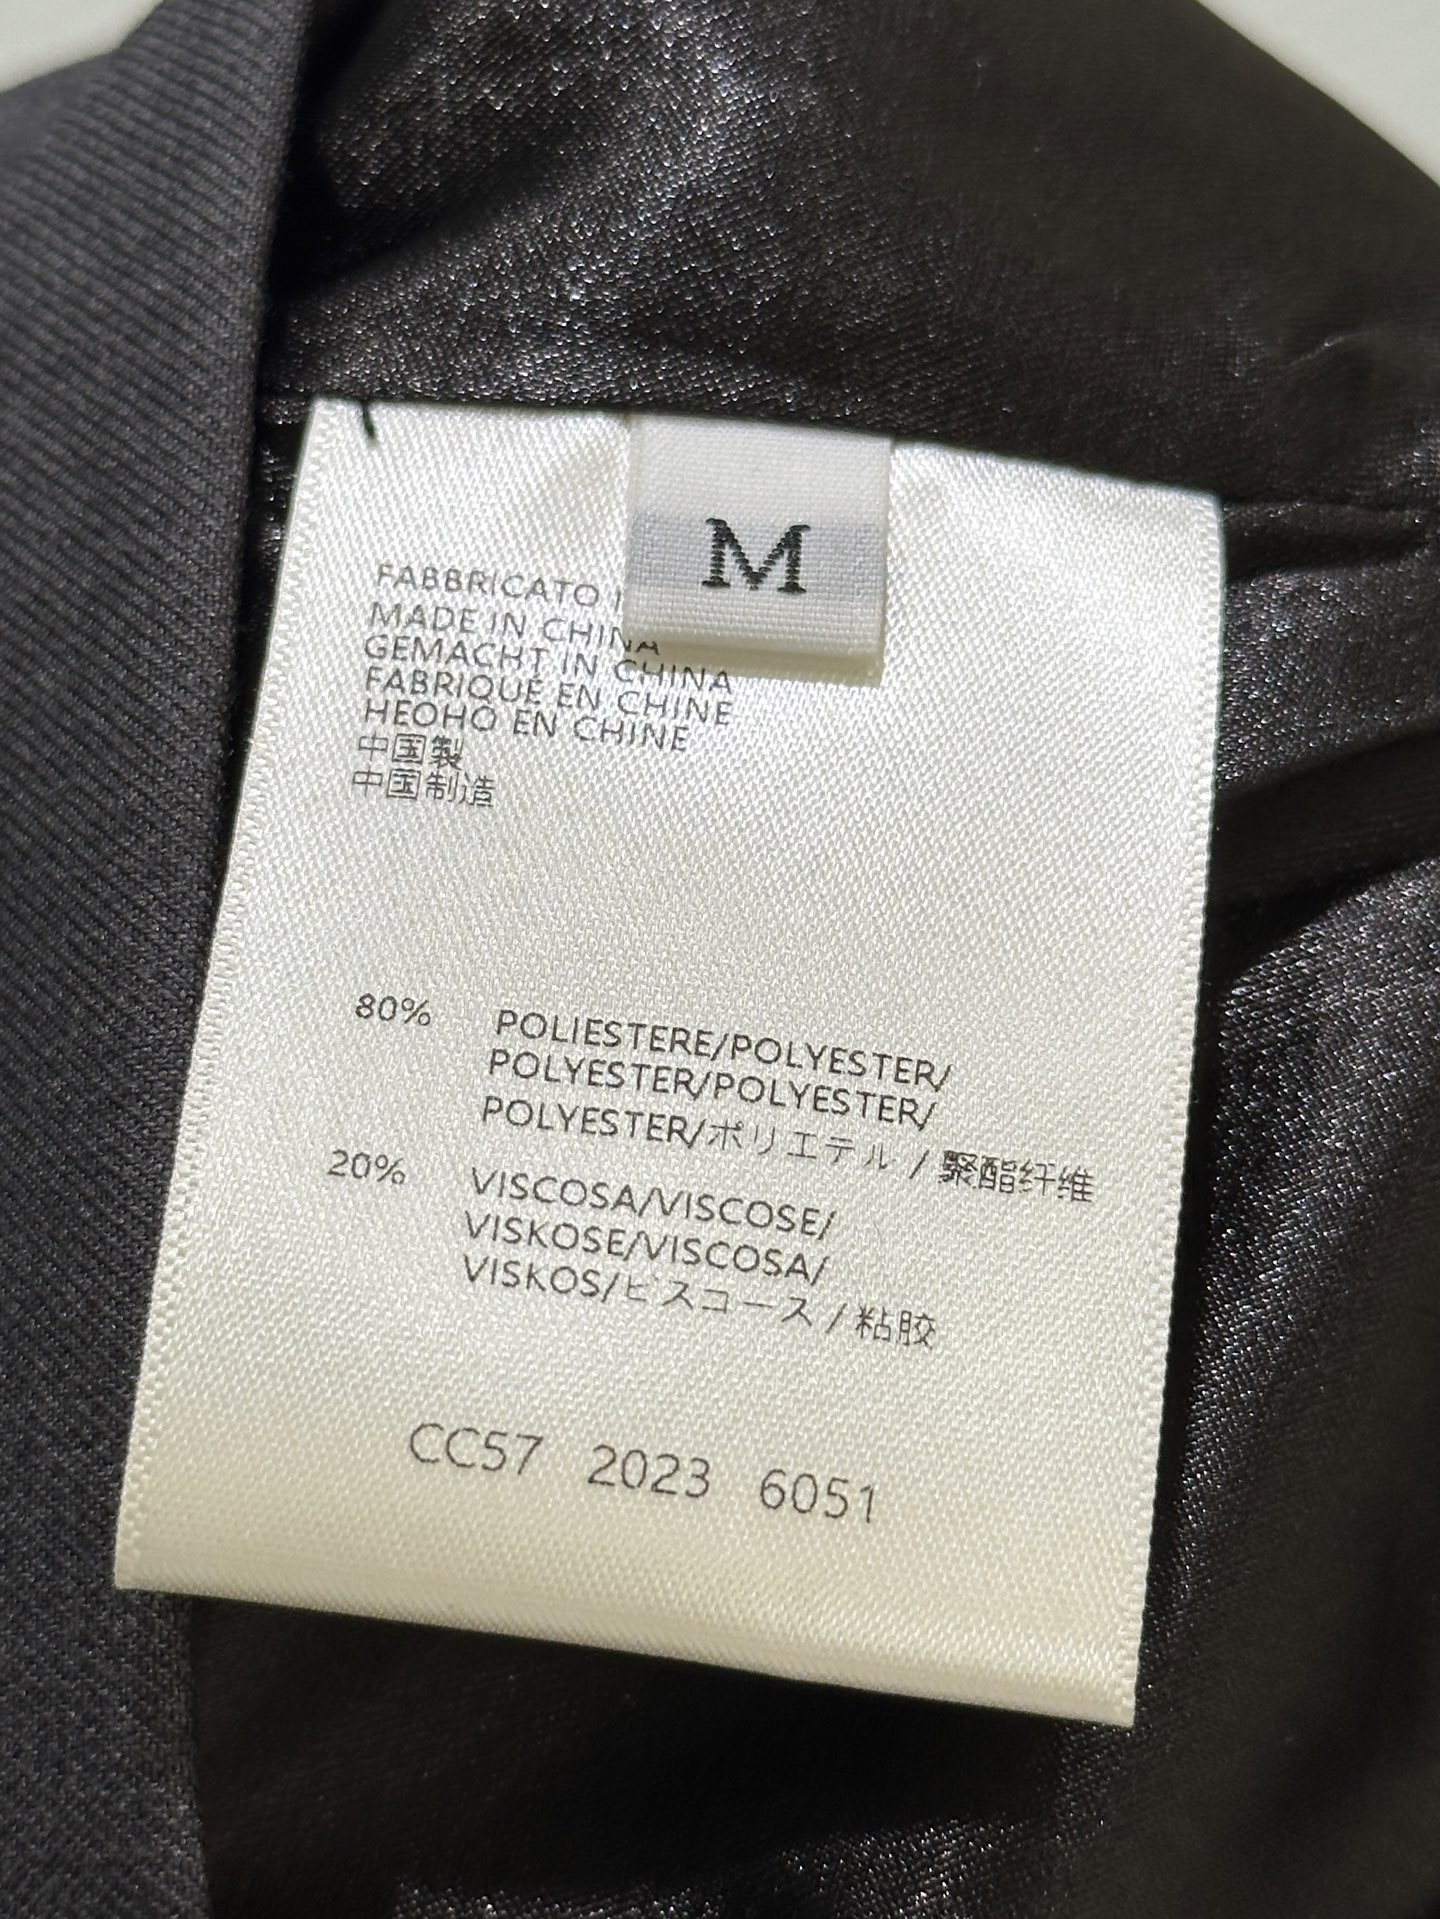 M
FABBRICATO
MADE IN CHINA
GEMACHT IN CHINA
FABRIQUE EN CHINE
HEOHO EN CHINE
中国製
中国制造
80% POLIESTERE/POLYESTER/
POLYESTER/POLYESTER/
POLYESTER/ポリエテル/聚酯纤维
20% VISCOSA/VISCOSE/
VISKOSE/VISCOSA/
VISKOS/ビスコース/粘胶
CC57 2023 6051